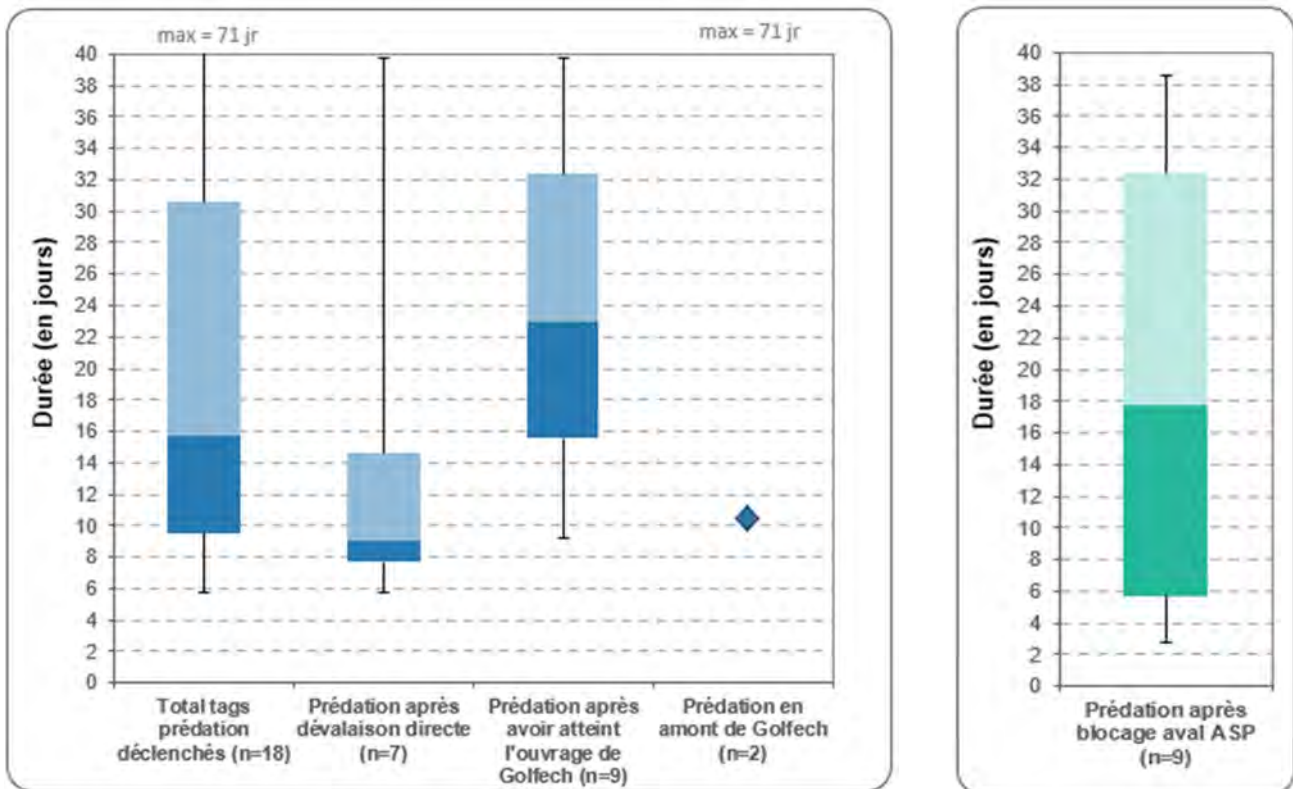 max = 71 jr
max = 71 jr
Durée (en jours)
40
38
36
34
32
30
28
26
24
22
20
18
16
14
12
10
8
6
4
2
0
Total tags
prédation
déclenchés (n=18)
Prédation après
dévalaison directe
(n=7)
Prédation après
avoir atteint
l'ouvrage de
Golfech (n=9)
Prédation en
amont de Golfech
(n=2)
Durée (en jours)
40
38
36
34
32
30
28
26
24
22
20
18
16
14
12
10
8
6
4
2
0
Prédation après
blocage aval ASP
(n=9)